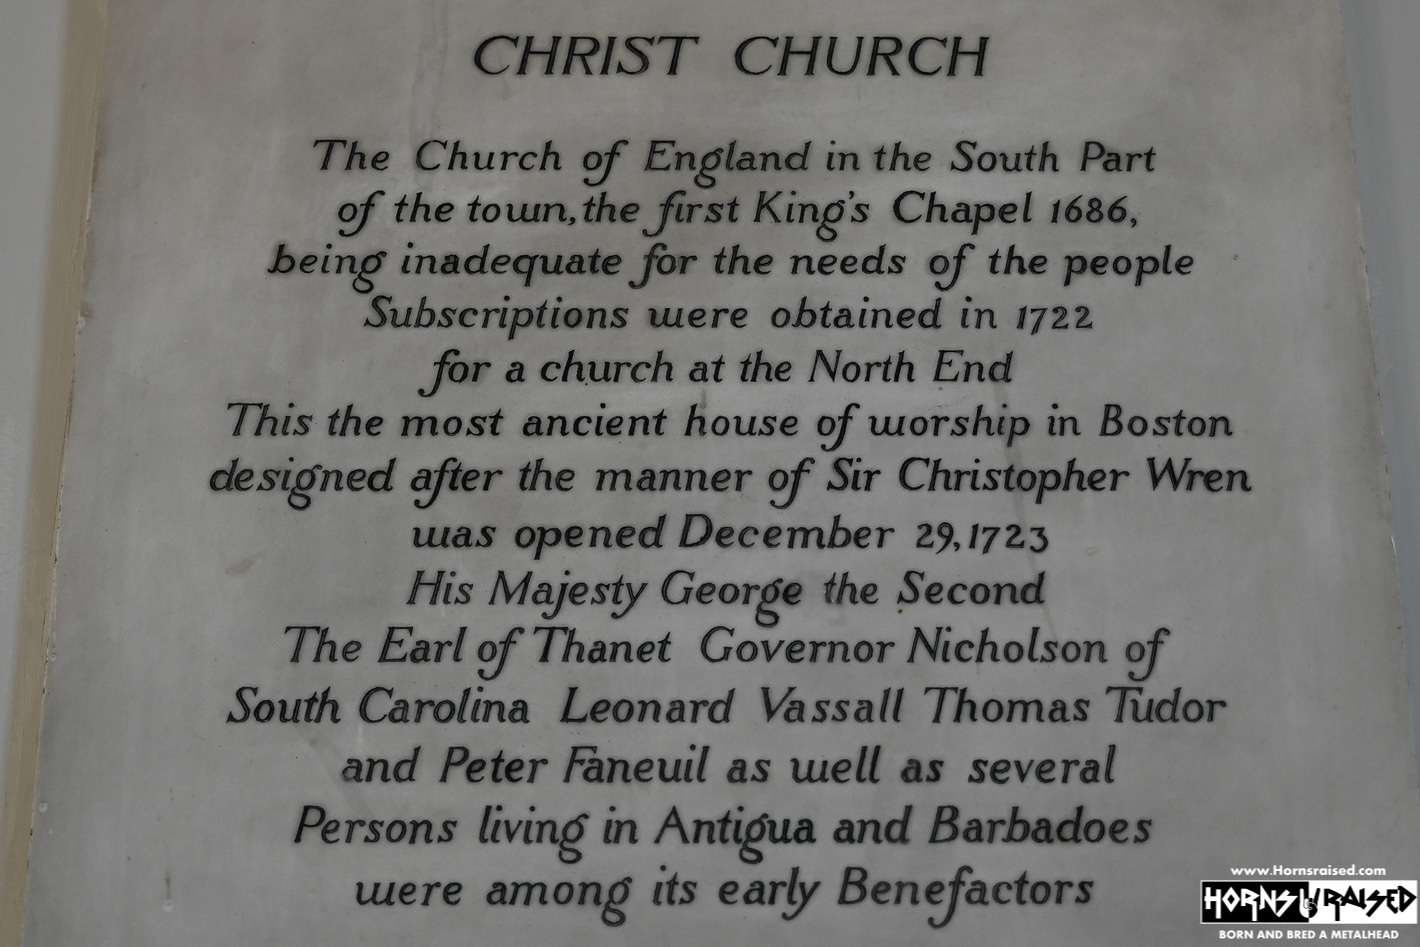 CHRIST CHURCH
The Church of England in the South Part
of the town, the first King's Chapel 1686,
being inadequate for the needs of the people
Subscriptions were obtained in 1722
for a church at the North End
This the most ancient house of worship in Boston
designed after the manner of Sir Christopher Wren
was opened December 29, 1723
His Majesty George the Second
The Earl of Thanet Governor Nicholson of
South Carolina Leonard Vassall Thomas Tudor
and Peter Faneuil as well as several
Persons living in Antigua and Barbadoes
were among its early Benefactors
www.Hornsraised.com
HORNS RAISED
BORN AND BRED A METALHEAD